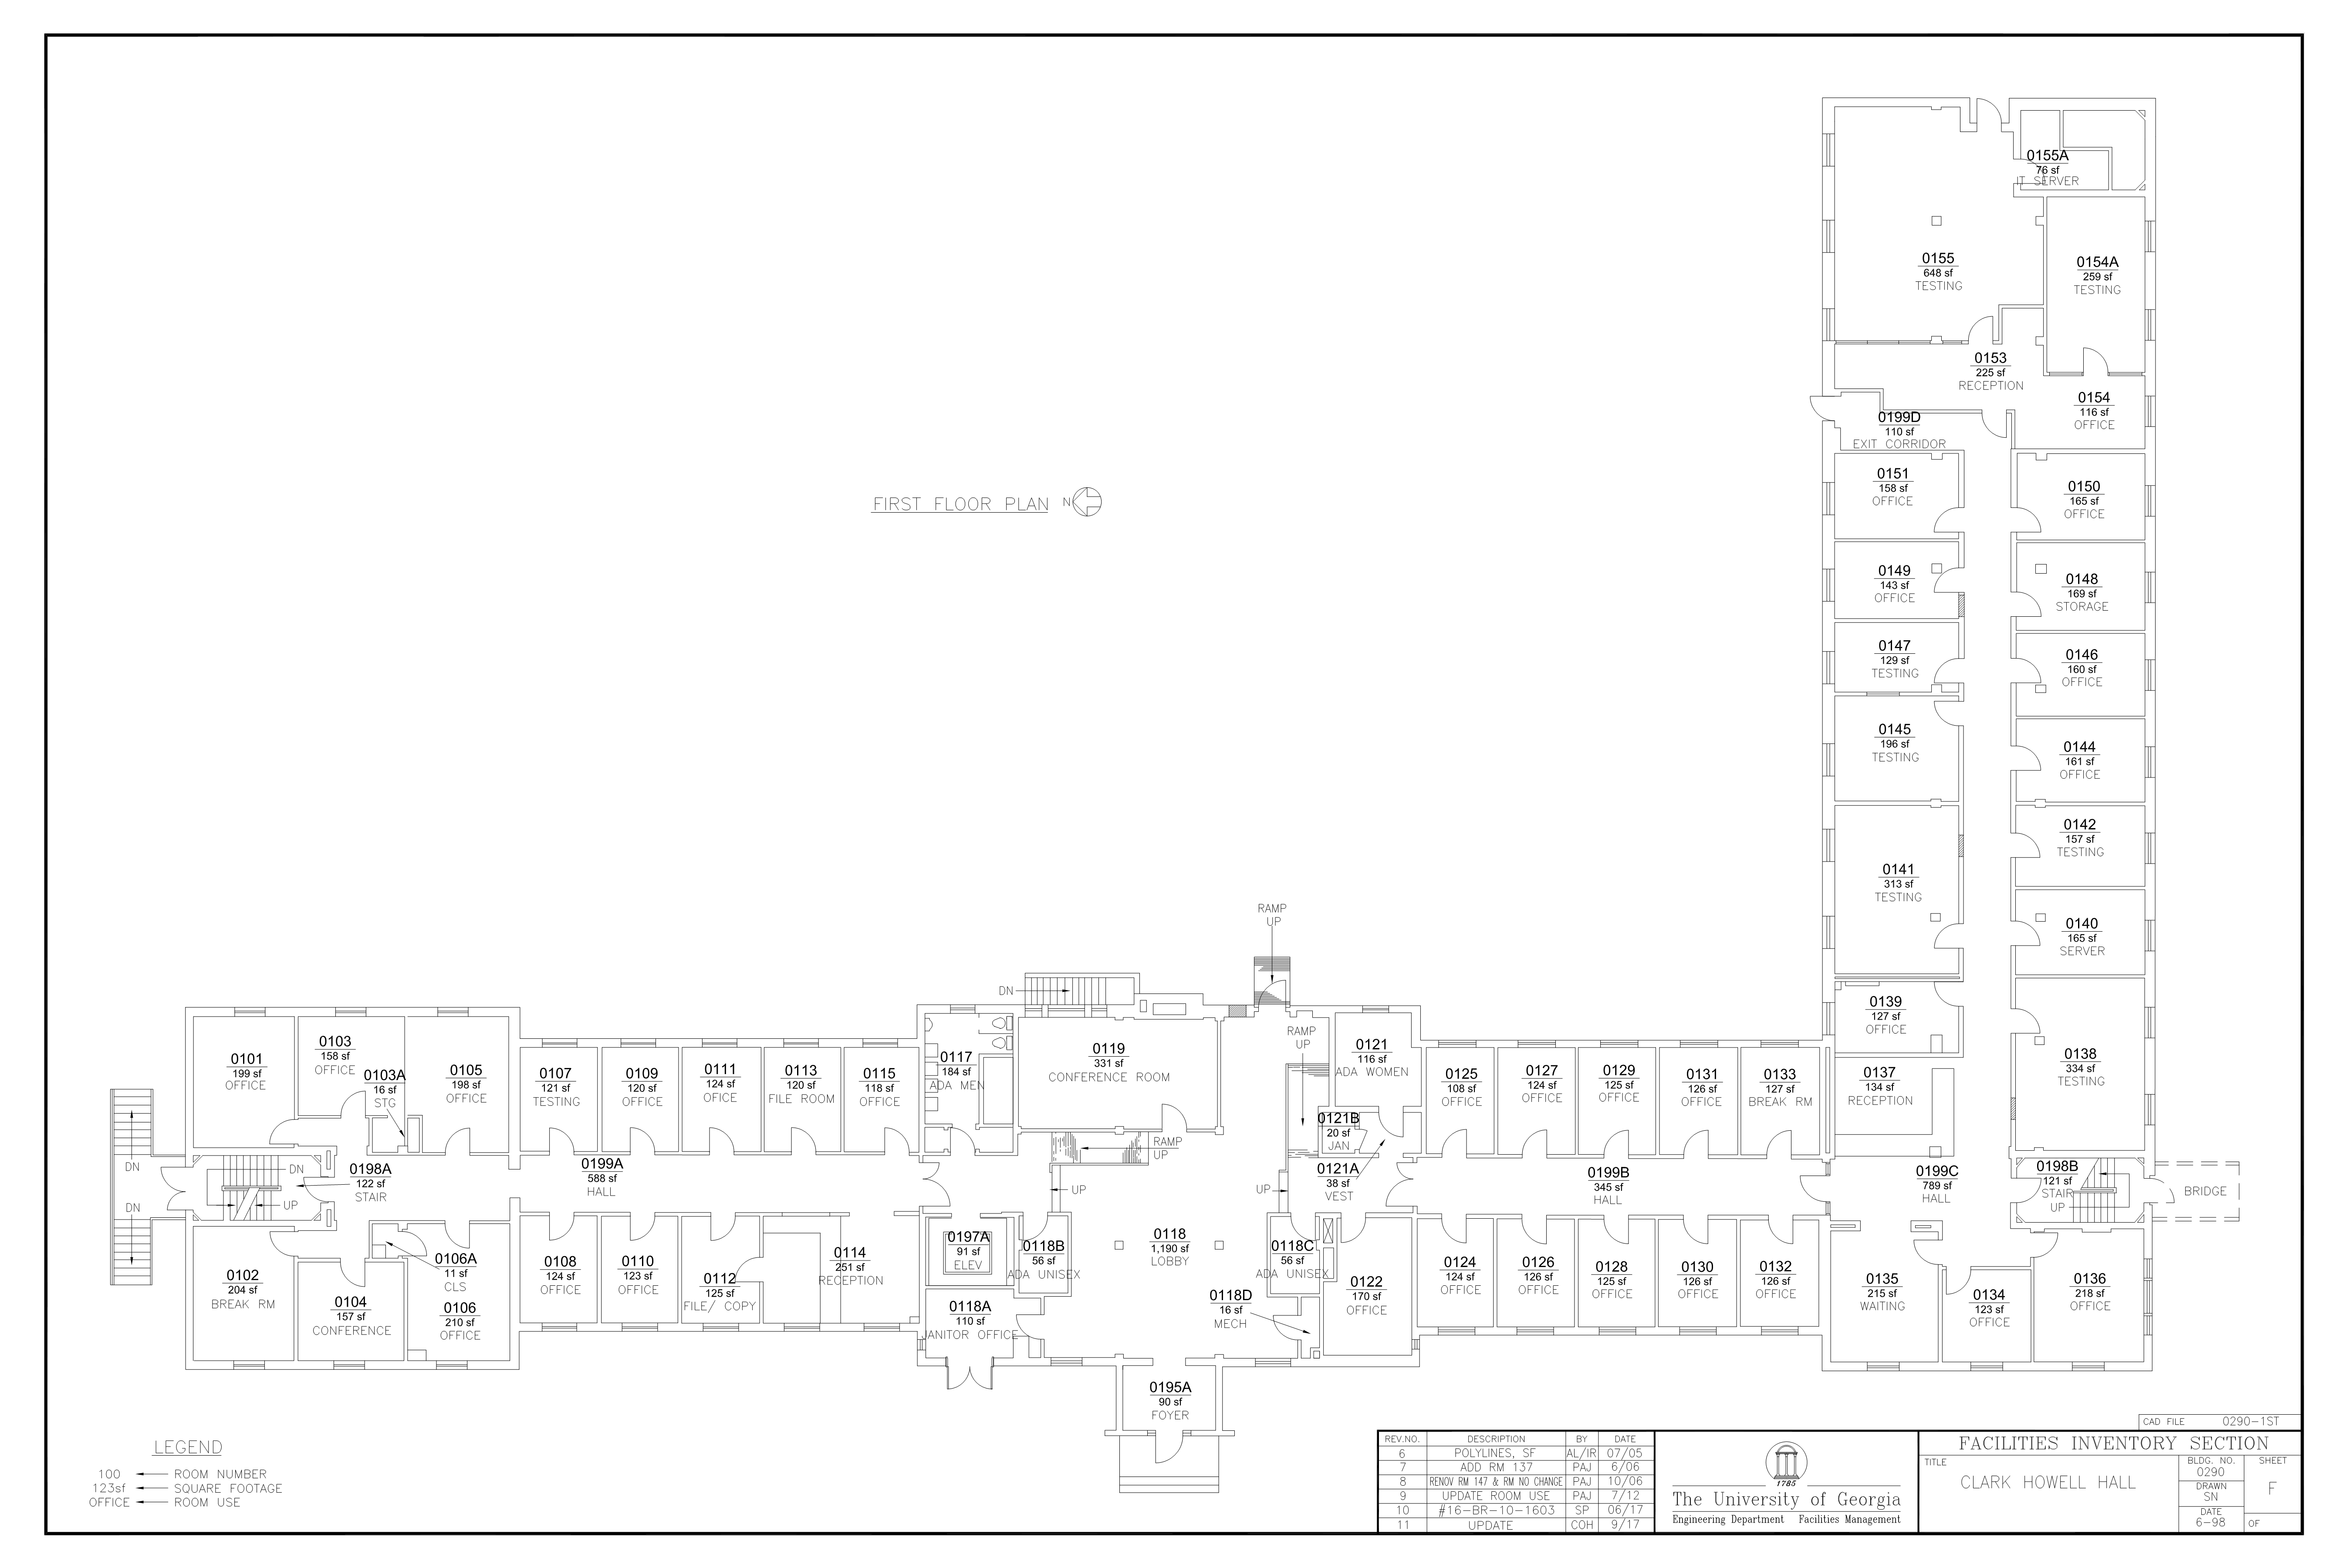 0155A
76 sf
IT SERVER
0155
648 sf
TESTING
0154A
259 sf
TESTING
0153
225 sf
RECEPTION
0154
116 sf
OFFICE
0199D
110 sf
EXIT CORRIDOR
0151
158 sf
OFFICE
0150
165 sf
OFFICE
FIRST FLOOR PLAN N
0149
143 sf
OFFICE
0148
169 sf
STORAGE
0147
129 sf
TESTING
0146
160 sf
OFFICE
0145
196 sf
TESTING
0144
161 sf
OFFICE
0142
157 sf
TESTING
0141
313 sf
TESTING
0140
165 sf
SERVER
RAMP
UP
DN
0139
127 sf
OFFICE
0138
334 sf
TESTING
0137
134 sf
RECEPTION
0101
199 sf
OFFICE
0103
158 sf
OFFICE
0103A
16 sf
STG
0105
198 sf
OFFICE
0107
121 sf
TESTING
0109
120 sf
OFFICE
0111
124 sf
OFICE
0113
120 sf
FILE ROOM
0115
118 sf
OFFICE
0117
184 sf
ADA MEN
0119
331 sf
CONFERENCE ROOM
RAMP
UP
0121
116 sf
ADA WOMEN
0121B
20 sf
JAN
0121A
38 sf
VEST
0125
108 sf
OFFICE
0127
124 sf
OFFICE
0129
125 sf
OFFICE
0131
126 sf
OFFICE
0133
127 sf
BREAK RM
RAMP
UP
DN
DN
DN
UP
0198A
122 sf
STAIR
0199A
588 sf
HALL
UP
UP
0199B
345 sf
HALL
0199C
789 sf
HALL
0198B
121 sf
STAIR
UP
BRIDGE
0102
204 sf
BREAK RM
0104
157 sf
CONFERENCE
0106A
11 sf
CLS
0106
210 sf
OFFICE
0108
124 sf
OFFICE
0110
123 sf
OFFICE
0112
125 sf
FILE/ COPY
0114
251 sf
RECEPTION
0197A
91 sf
ELEV
0118B
56 sf
ADA UNISEX
0118A
110 sf
JANITOR OFFICE
0118
1,190 sf
LOBBY
0118C
56 sf
ADA UNISEX
0118D
16 sf
MECH
0122
170 sf
OFFICE
0124
124 sf
OFFICE
0126
126 sf
OFFICE
0128
125 sf
OFFICE
0130
126 sf
OFFICE
0132
126 sf
OFFICE
0135
215 sf
WAITING
0134
123 sf
OFFICE
0136
218 sf
OFFICE
0195A
90 sf
FOYER
LEGEND
100 ROOM NUMBER
123sf SQUARE FOOTAGE
OFFICE ROOM USE
REV.NO. DESCRIPTION BY DATE
6 POLYLINES, SF AL/IR 07/05
7 ADD RM 137 PAJ 6/06
8 RENOV RM 147 & RM NO CHANGE PAJ 10/06
9 UPDATE ROOM USE PAJ 7/12
10 #16-BR-10-1603 SP 06/17
11 UPDATE COH 9/17
1785
The University of Georgia
Engineering Department Facilities Management
CAD FILE 0290-1ST
FACILITIES INVENTORY SECTION
TITLE
CLARK HOWELL HALL
BLDG. NO.
0290
DRAWN
SN
DATE
6-98
SHEET
F
OF